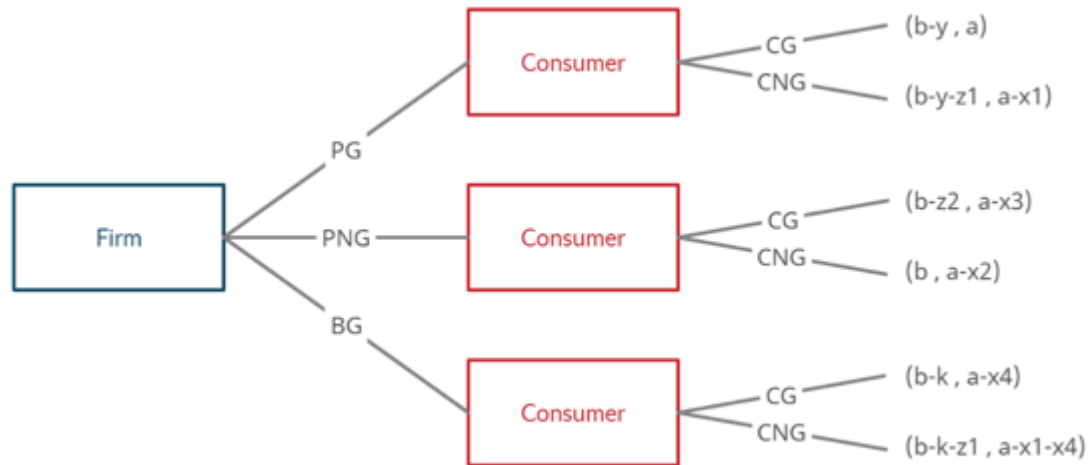 Consumer
CG
(b-y , a)
CNG
(b-y-z1 , a-x1)
PG
Firm
PNG
Consumer
CG
(b-z2 , a-x3)
CNG
(b , a-x2)
BG
Consumer
CG
(b-k , a-x4)
CNG
(b-k-z1 , a-x1-x4)